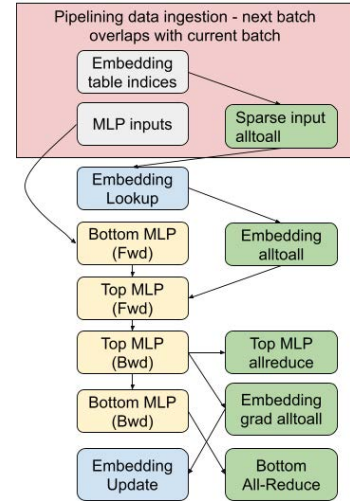 Pipelining data ingestion - next batch
overlaps with current batch
Embedding
table indices
MLP inputs
Sparse input
alltoall
Embedding
Lookup
Bottom MLP
(Fwd)
Embedding
alltoall
Top MLP
(Fwd)
Top MLP
(Bwd)
Top MLP
allreduce
Bottom MLP
(Bwd)
Embedding
grad alltoall
Embedding
Update
Bottom
All-Reduce